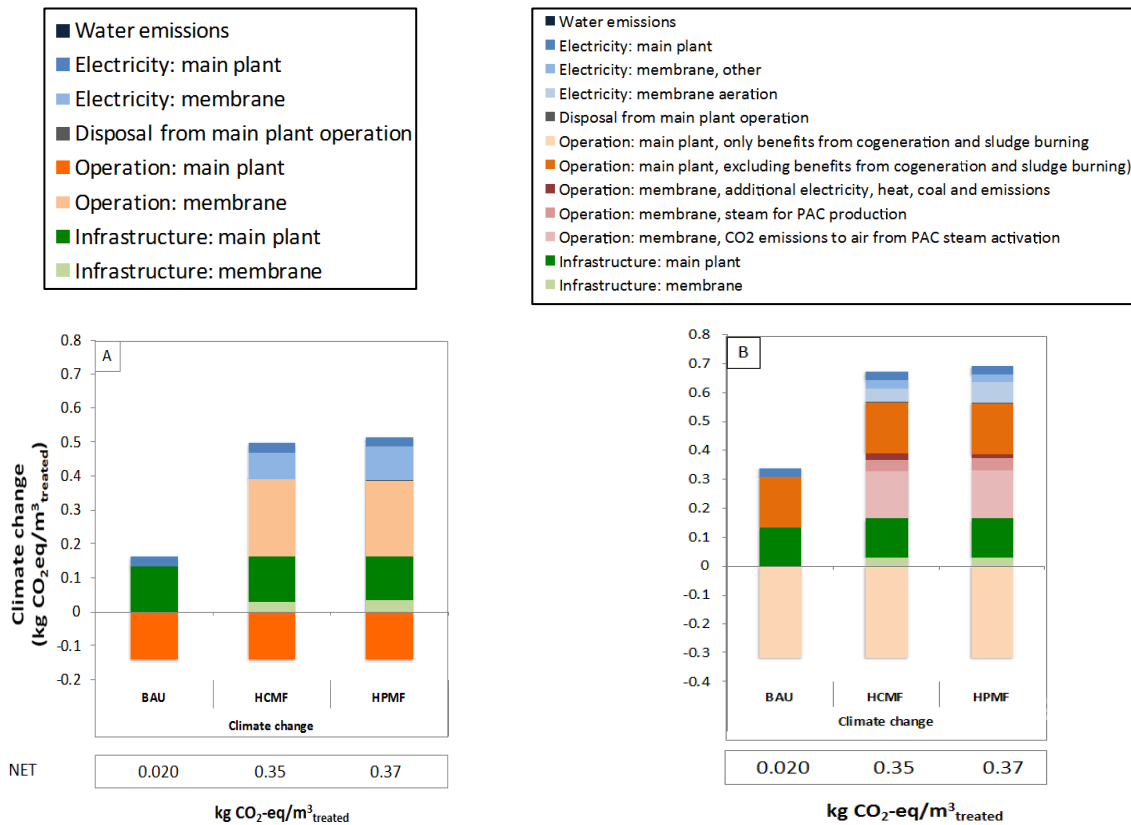 Water emissions
Electricity: main plant
Electricity: membrane
Disposal from main plant operation
Operation: main plant
Operation: membrane
Infrastructure: main plant
Infrastructure: membrane
Water emissions
Electricity: main plant
Electricity: membrane, other
Electricity: membrane aeration
Disposal from main plant operation
Operation: main plant, only benefits from cogeneration and sludge burning
Operation: main plant, excluding benefits from cogeneration and sludge burning)
Operation: membrane, additional electricity, heat, coal and emissions
Operation: membrane, steam for PAC production
Operation: membrane, CO2 emissions to air from PAC steam activation
Infrastructure: main plant
Infrastructure: membrane
Climate change
(kg CO₂eq/m³treated)
0.8
0.7
0.6
0.5
0.4
0.3
0.2
0.1
0
-0.1
-0.2
A
BAU HCMF HPMF
Climate change
NET 0.020 0.35 0.37
kg CO₂-eq/m³treated
0.8
0.7
0.6
0.5
0.4
0.3
0.2
0.1
0
-0.1
-0.2
-0.3
-0.4
B
BAU HCMF HPMF
Climate change
0.020 0.35 0.37
kg CO₂-eq/m³treated